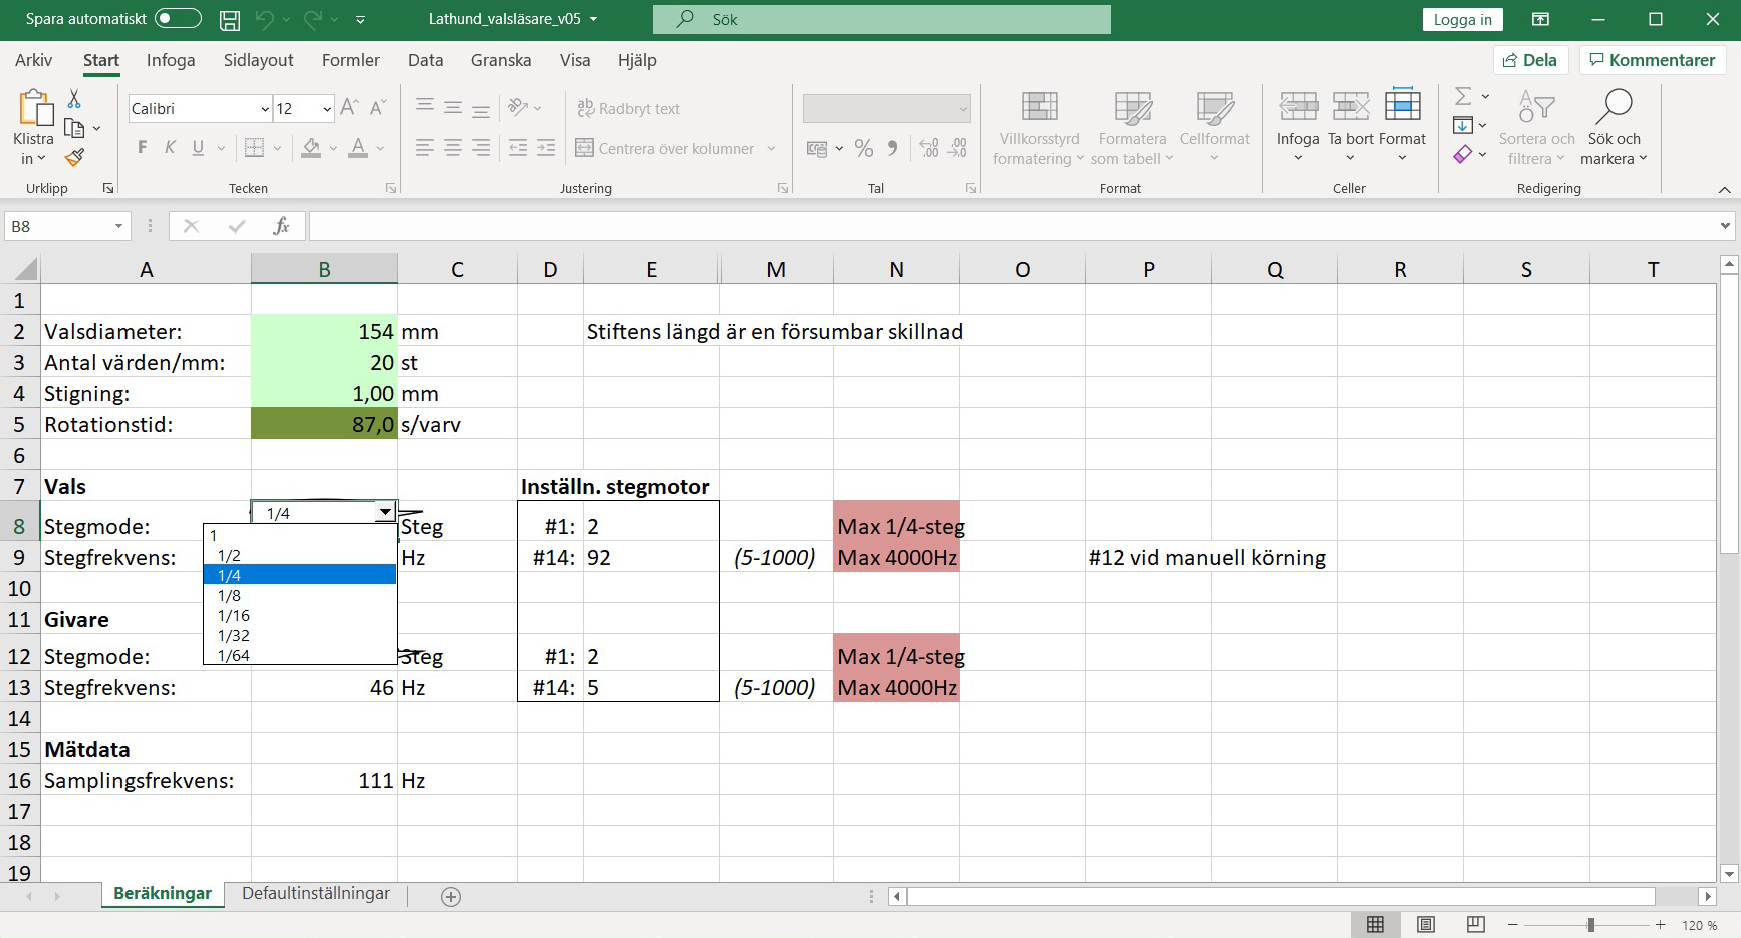 Spara automatiskt
Lathund_valsläsare_v05
Sök
Logga in
Arkiv Start Infoga Sidlayout Formler Data Granska Visa Hjälp
Dela
Kommentarer
Klistra in
Urklipp
Calibri 12
F K U
Tecken
Radbryt text
Centrera över kolumner
Justering
%
Tal
Villkorsstyrd formatering
Formatera som tabell
Cellformat
Format
Infoga
Ta bort
Format
Celler
Sortera och filtrera
Sök och markera
Redigering
B8
fx
A B C D E M N O P Q R S T
1
2 Valsdiameter: 154 mm Stiftens längd är en försumbar skillnad
3 Antal värden/mm: 20 st
4 Stigning: 1,00 mm
5 Rotationstid: 87,0 s/varv
6
7 Vals Inställn. stegmotor
8 Stegmode: 1/4 Steg #1: 2 Max 1/4-steg
1
1/2
1/4
1/8
1/16
1/32
1/64
9 Stegfrekvens: Hz #14: 92 (5-1000) Max 4000Hz #12 vid manuell körning
10
11 Givare
12 Stegmode: Steg #1: 2 Max 1/4-steg
13 Stegfrekvens: 46 Hz #14: 5 (5-1000) Max 4000Hz
14
15 Mätdata
16 Samplingsfrekvens: 111 Hz
17
18
19
Beräkningar Defaultinställningar
120 %